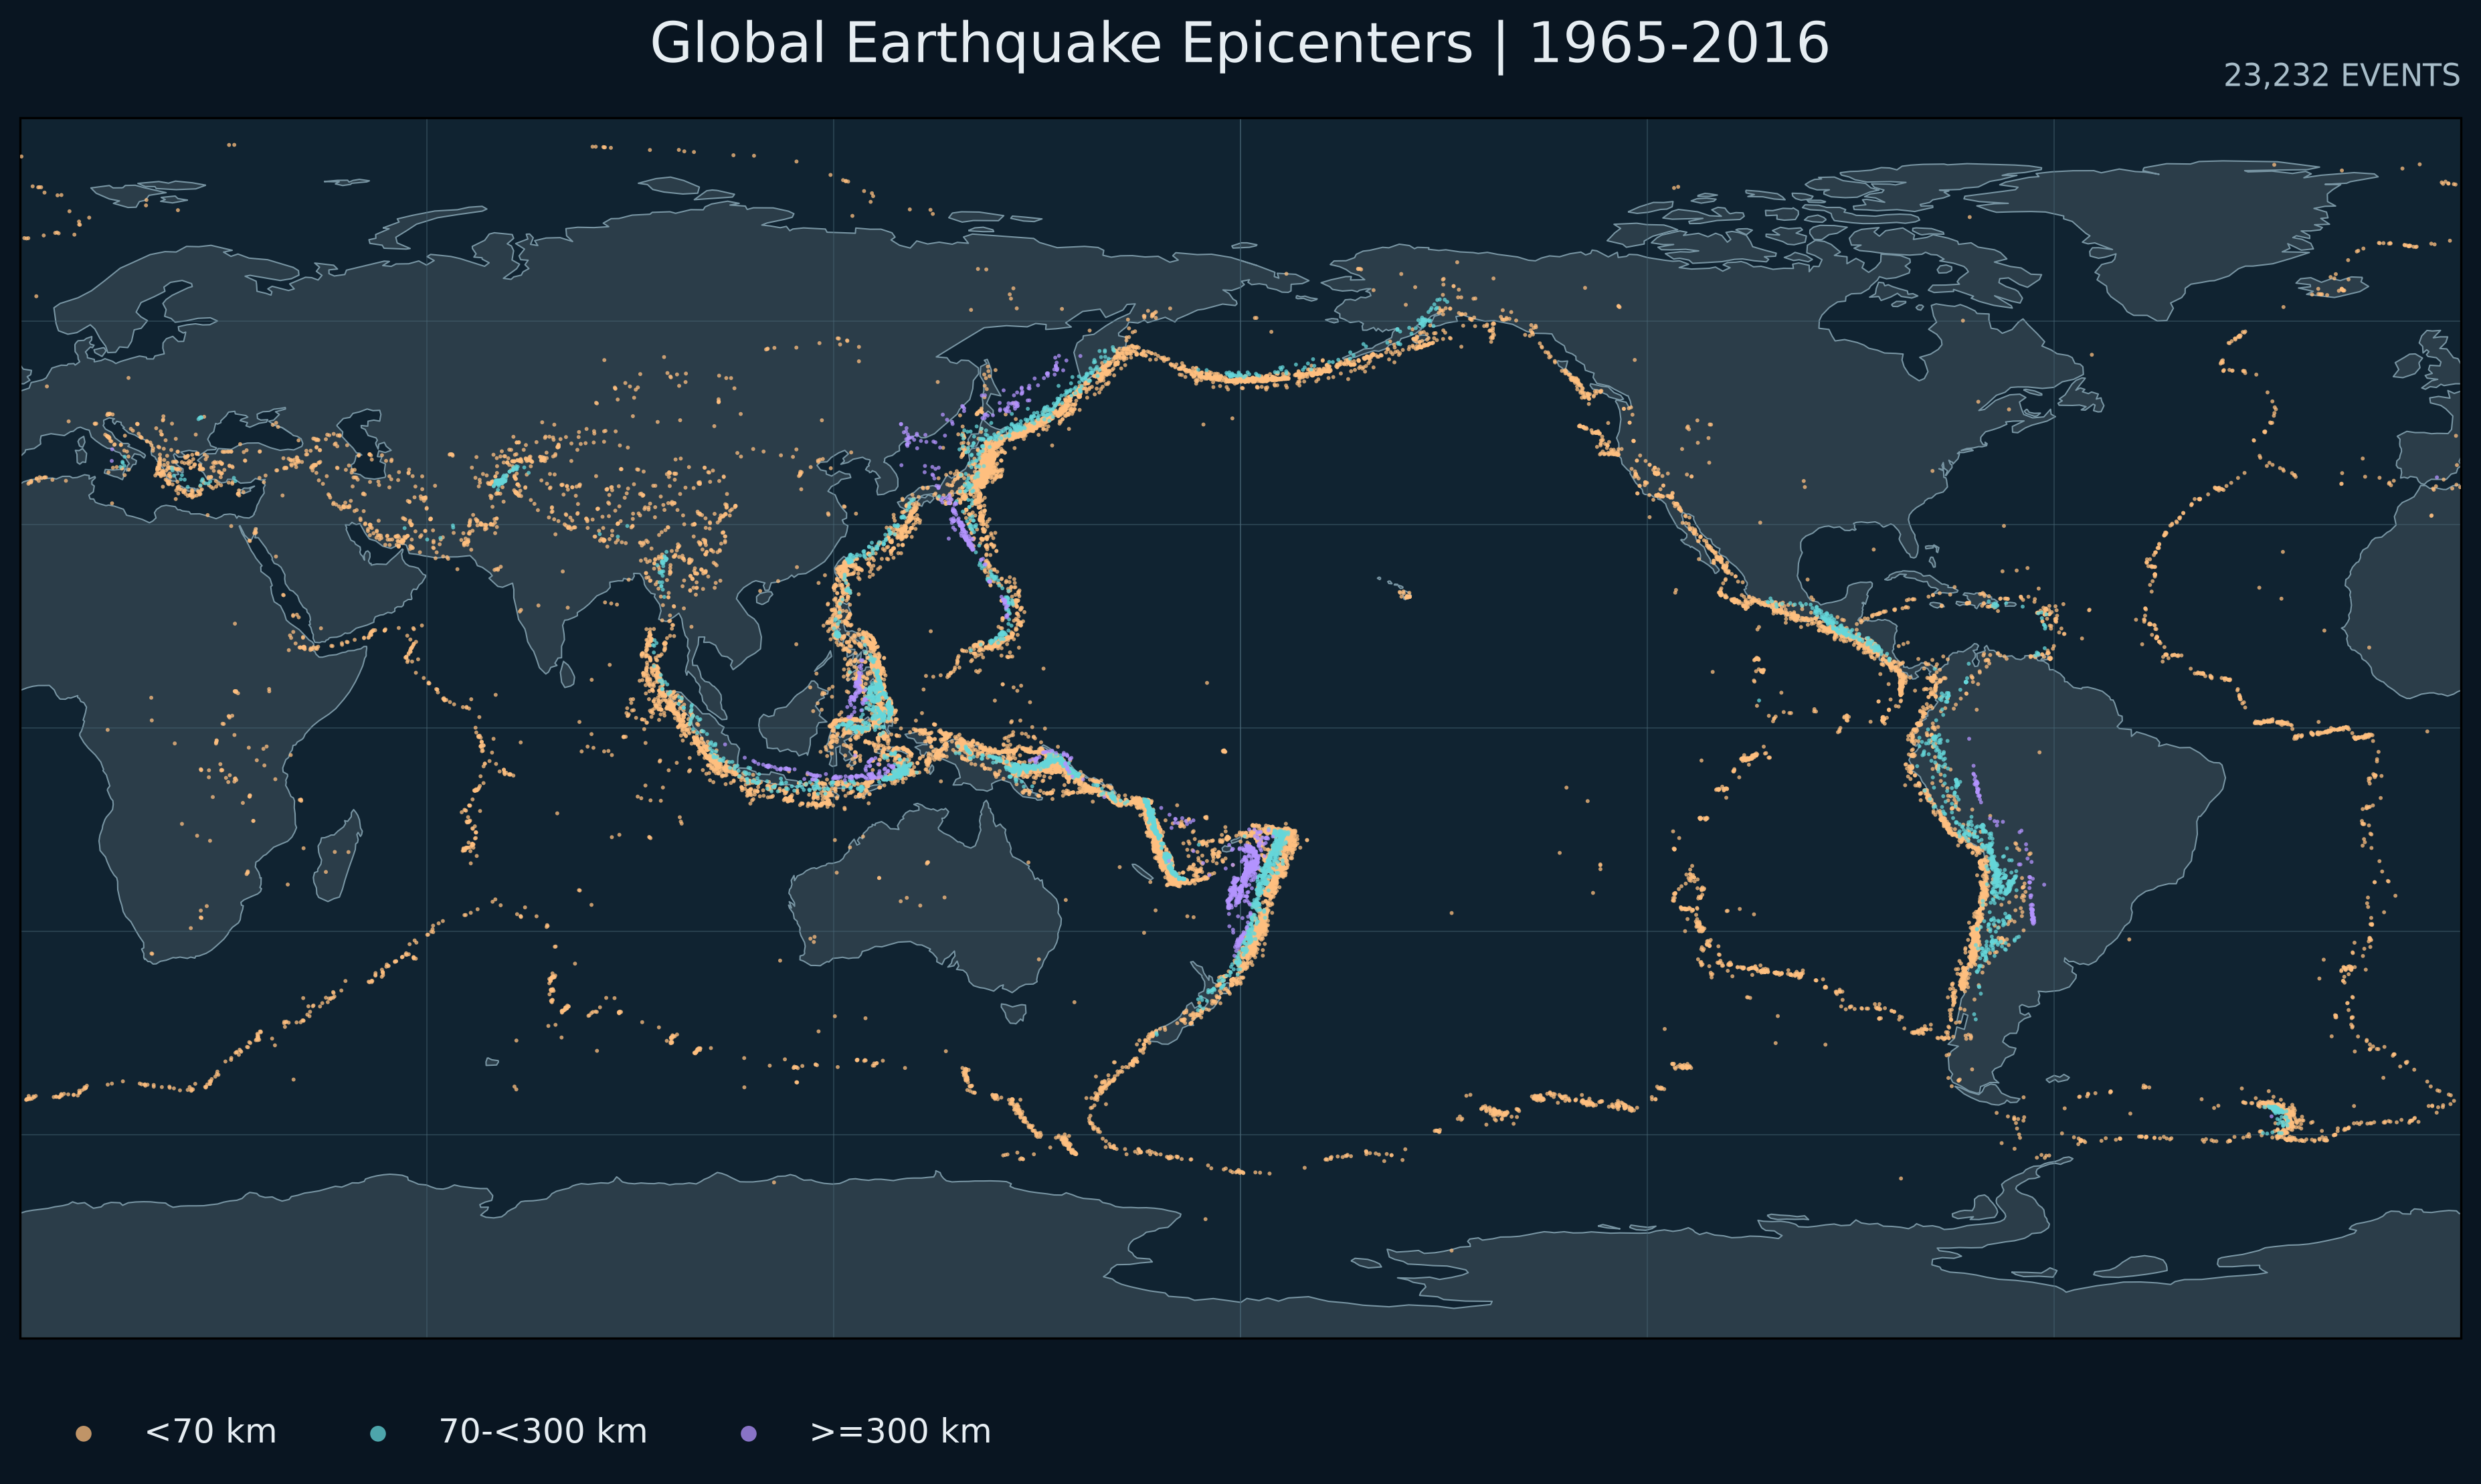 Global Earthquake Epicenters | 1965-2016
23,232 EVENTS
<70 km
70-<300 km
>=300 km